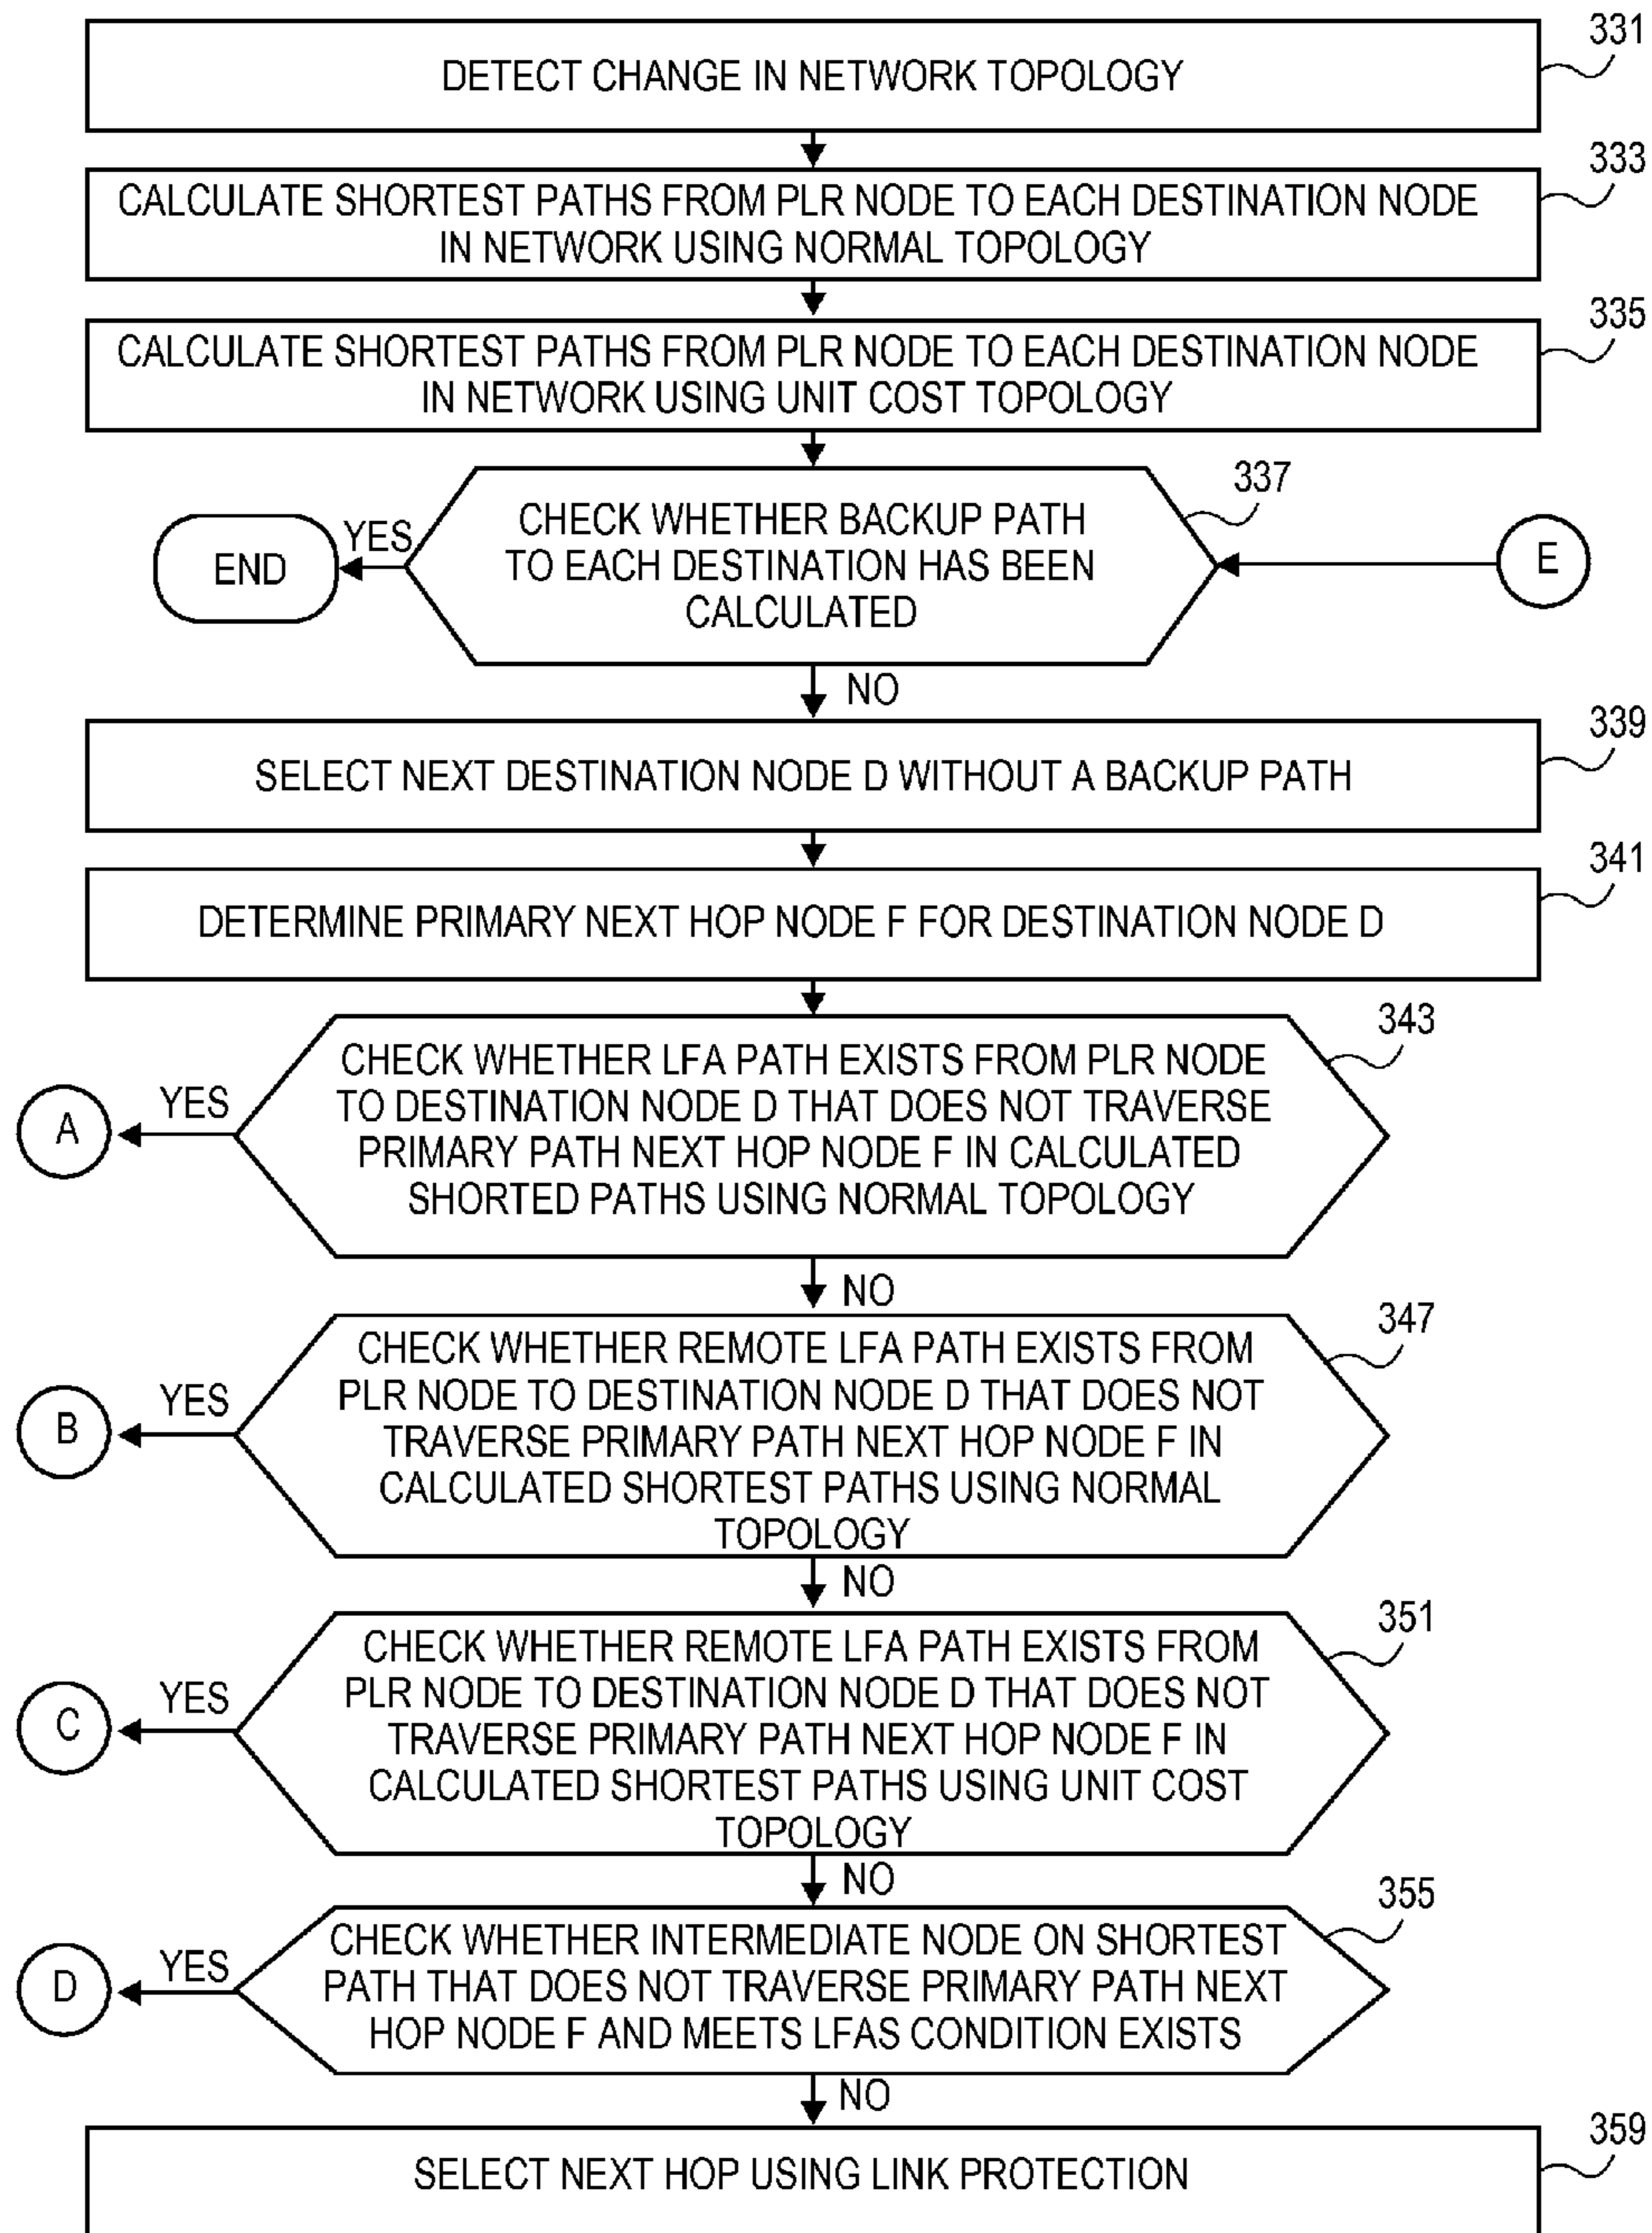 331
DETECT CHANGE IN NETWORK TOPOLOGY
333
CALCULATE SHORTEST PATHS FROM PLR NODE TO EACH DESTINATION NODE
IN NETWORK USING NORMAL TOPOLOGY
335
CALCULATE SHORTEST PATHS FROM PLR NODE TO EACH DESTINATION NODE
IN NETWORK USING UNIT COST TOPOLOGY
337
CHECK WHETHER BACKUP PATH
TO EACH DESTINATION HAS BEEN
CALCULATED
YES
END
E
NO
339
SELECT NEXT DESTINATION NODE D WITHOUT A BACKUP PATH
341
DETERMINE PRIMARY NEXT HOP NODE F FOR DESTINATION NODE D
343
CHECK WHETHER LFA PATH EXISTS FROM PLR NODE
TO DESTINATION NODE D THAT DOES NOT TRAVERSE
PRIMARY PATH NEXT HOP NODE F IN CALCULATED
SHORTED PATHS USING NORMAL TOPOLOGY
YES
A
NO
347
CHECK WHETHER REMOTE LFA PATH EXISTS FROM
PLR NODE TO DESTINATION NODE D THAT DOES NOT
TRAVERSE PRIMARY PATH NEXT HOP NODE F IN
CALCULATED SHORTEST PATHS USING NORMAL
TOPOLOGY
YES
B
NO
351
CHECK WHETHER REMOTE LFA PATH EXISTS FROM
PLR NODE TO DESTINATION NODE D THAT DOES NOT
TRAVERSE PRIMARY PATH NEXT HOP NODE F IN
CALCULATED SHORTEST PATHS USING UNIT COST
TOPOLOGY
YES
C
NO
355
CHECK WHETHER INTERMEDIATE NODE ON SHORTEST
PATH THAT DOES NOT TRAVERSE PRIMARY PATH NEXT
HOP NODE F AND MEETS LFAS CONDITION EXISTS
YES
D
NO
359
SELECT NEXT HOP USING LINK PROTECTION